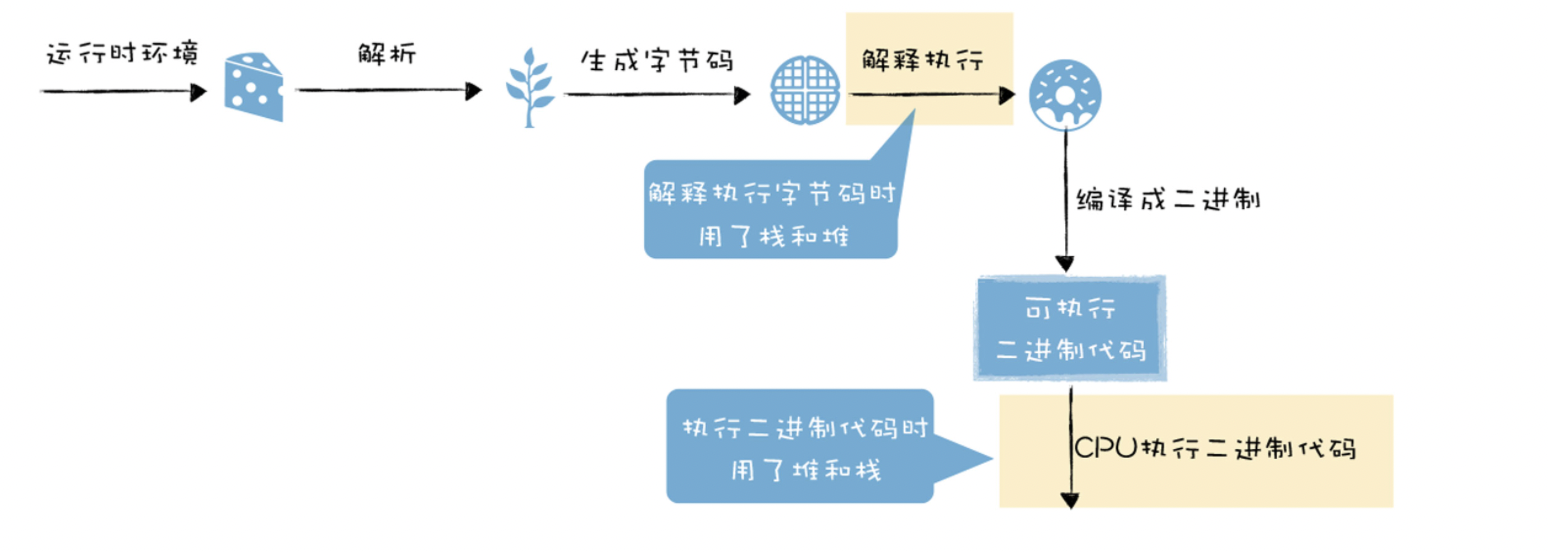 运行时环境
解析
生成字节码
解释执行
解释执行字节码时
用了栈和堆
编译成二进制
可执行
二进制代码
执行二进制代码时
用了堆和栈
CPU执行二进制代码